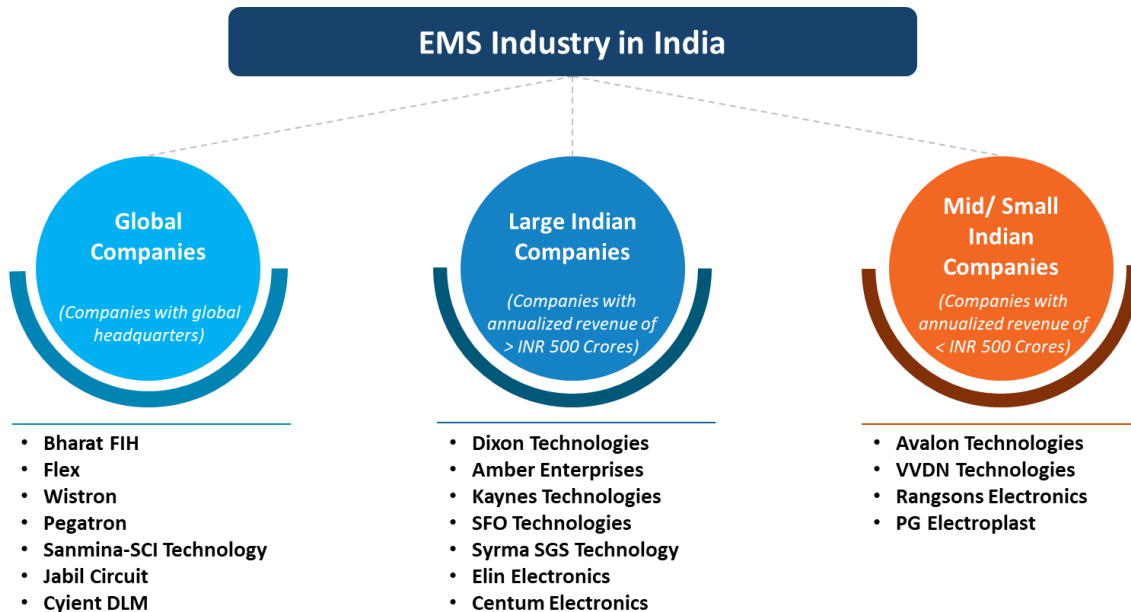 EMS Industry in India
Global
Companies
(Companies with global
headquarters)
• Bharat FIH
• Flex
• Wistron
• Pegatron
• Sanmina-SCI Technology
• Jabil Circuit
• Cyient DLM
Large Indian
Companies
(Companies with
annualized revenue of
> INR 500 Crores)
• Dixon Technologies
• Amber Enterprises
• Kaynes Technologies
• SFO Technologies
• Syrma SGS Technology
• Elin Electronics
• Centum Electronics
Mid/ Small
Indian
Companies
(Companies with
annualized revenue of
< INR 500 Crores)
• Avalon Technologies
• VVDN Technologies
• Rangsons Electronics
• PG Electroplast